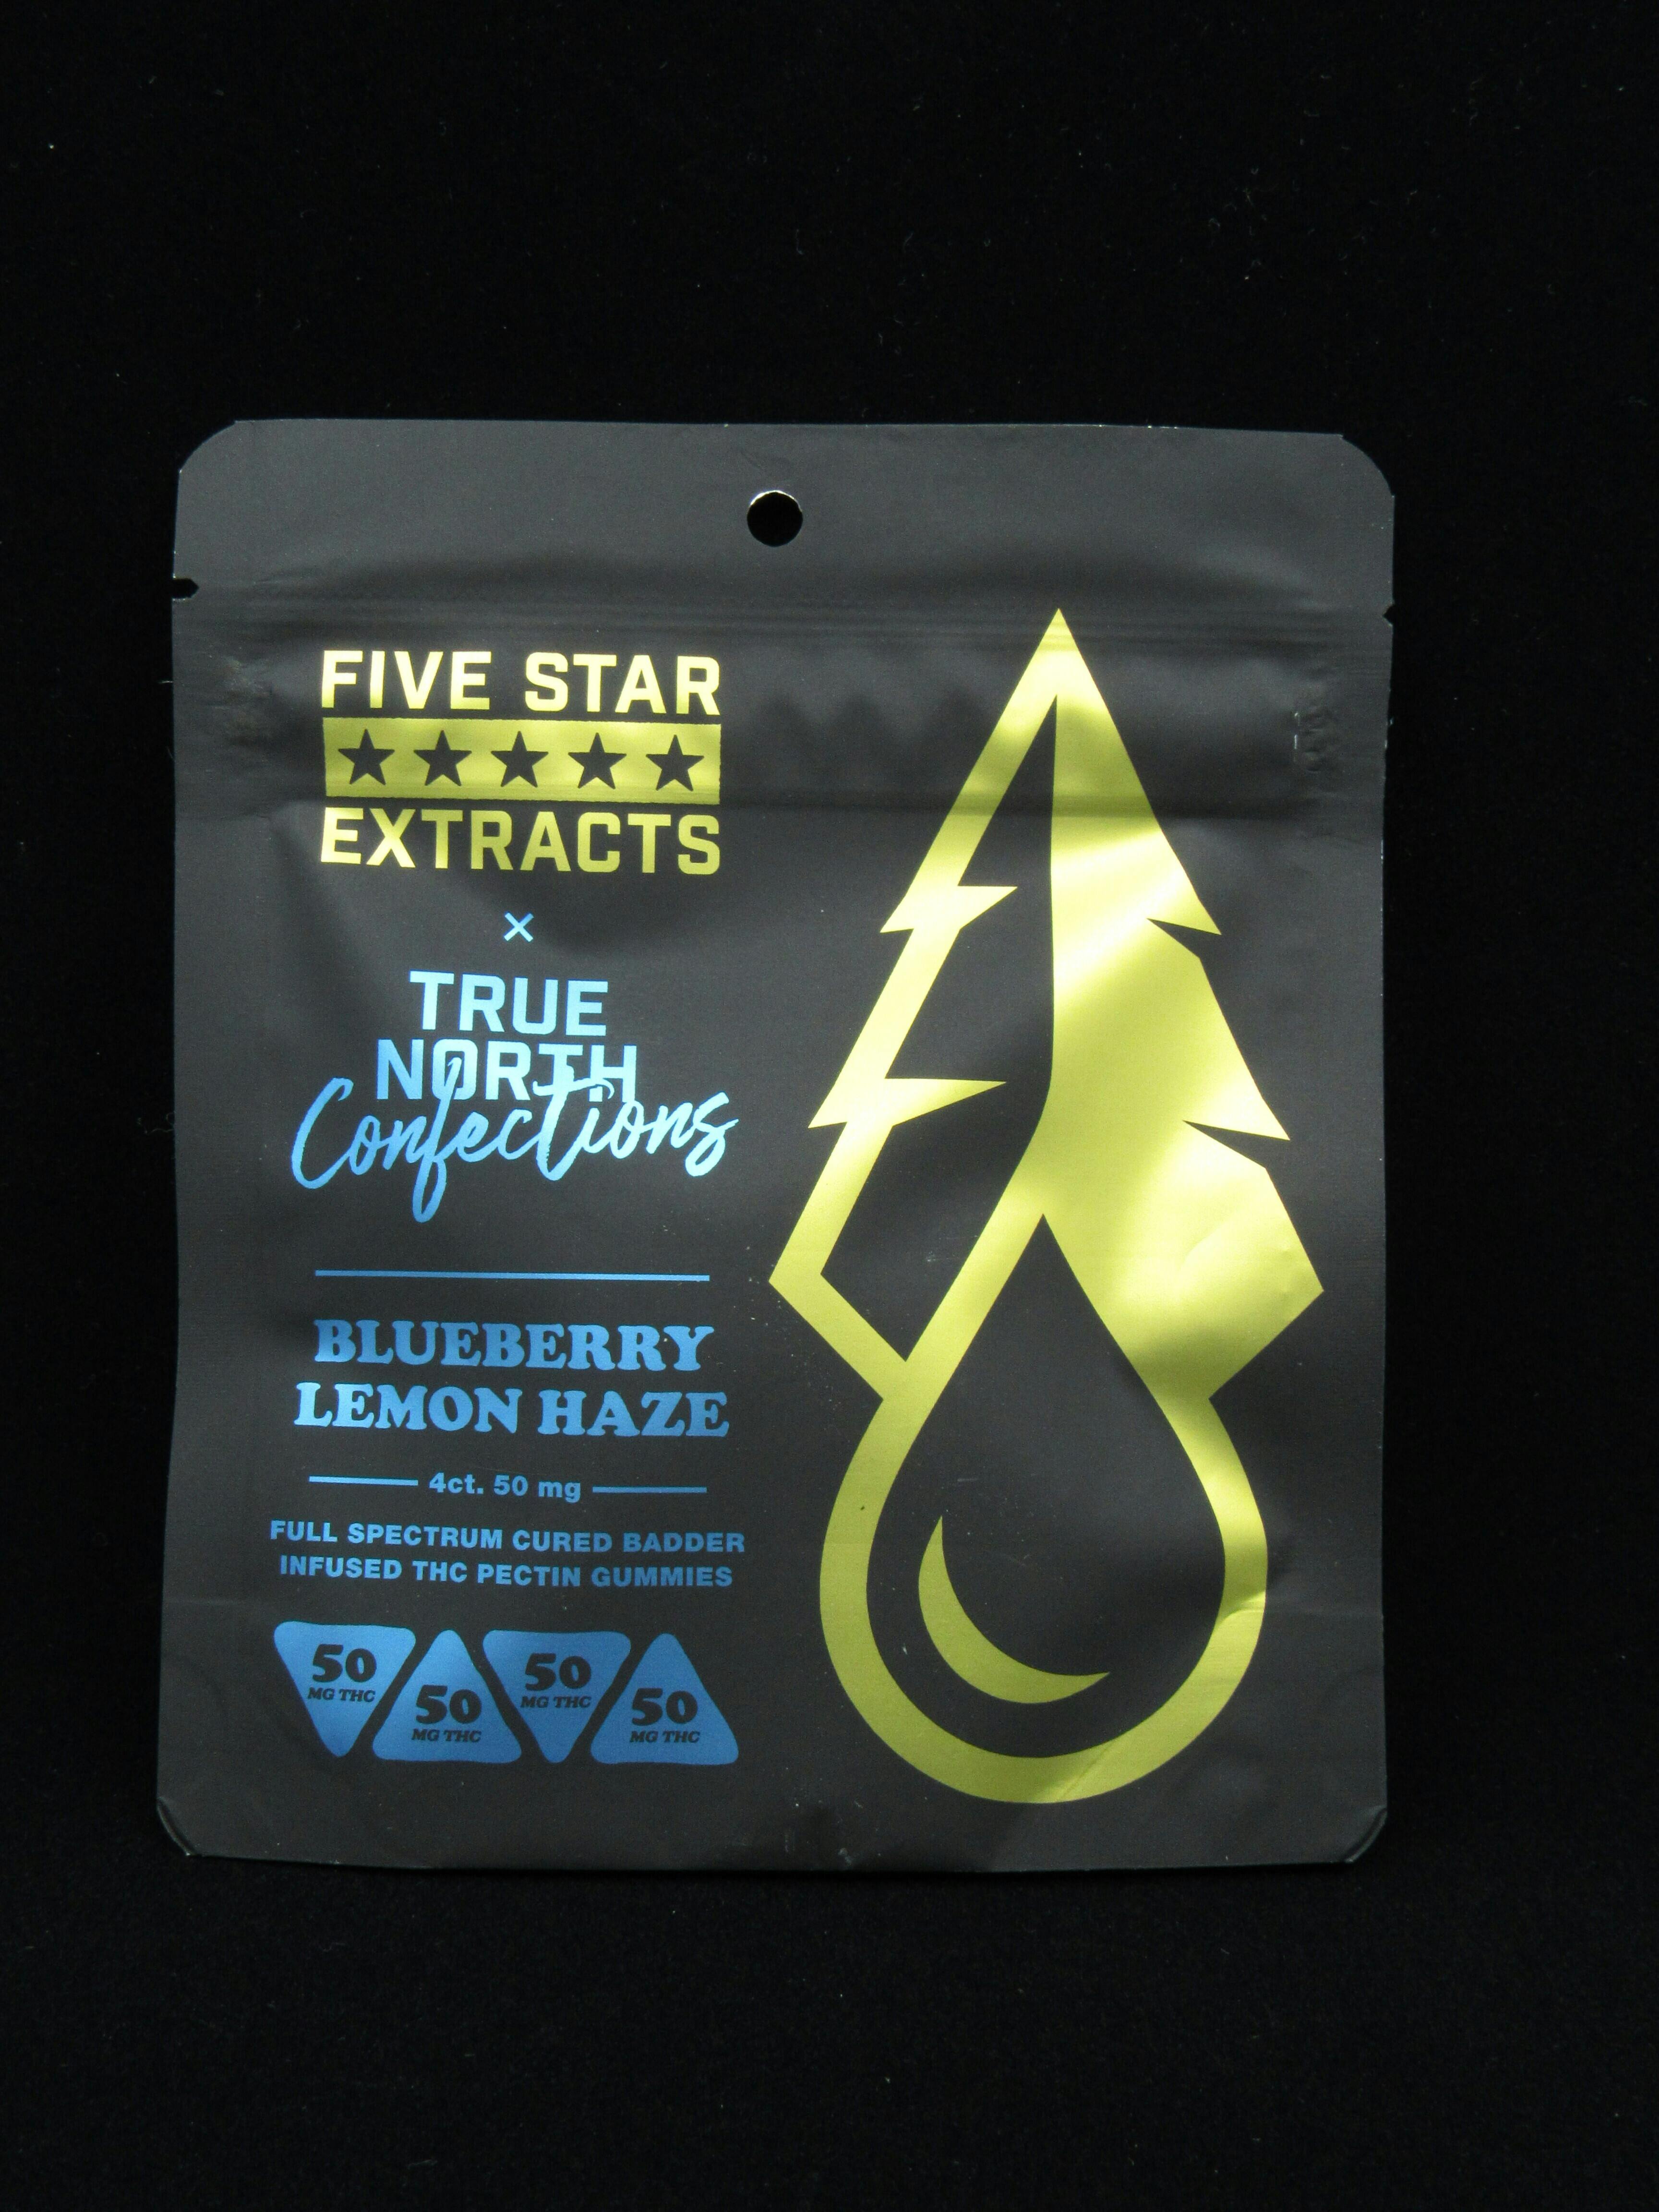 FIVE STAR
EXTRACTS
×
TRUE
NORTH
Confections
BLUEBERRY
LEMON HAZE
4ct. 50 mg
FULL SPECTRUM CURED BADDER
INFUSED THC PECTIN GUMMIES
50
MG THC
50
MG THC
50
MG THC
50
MG THC